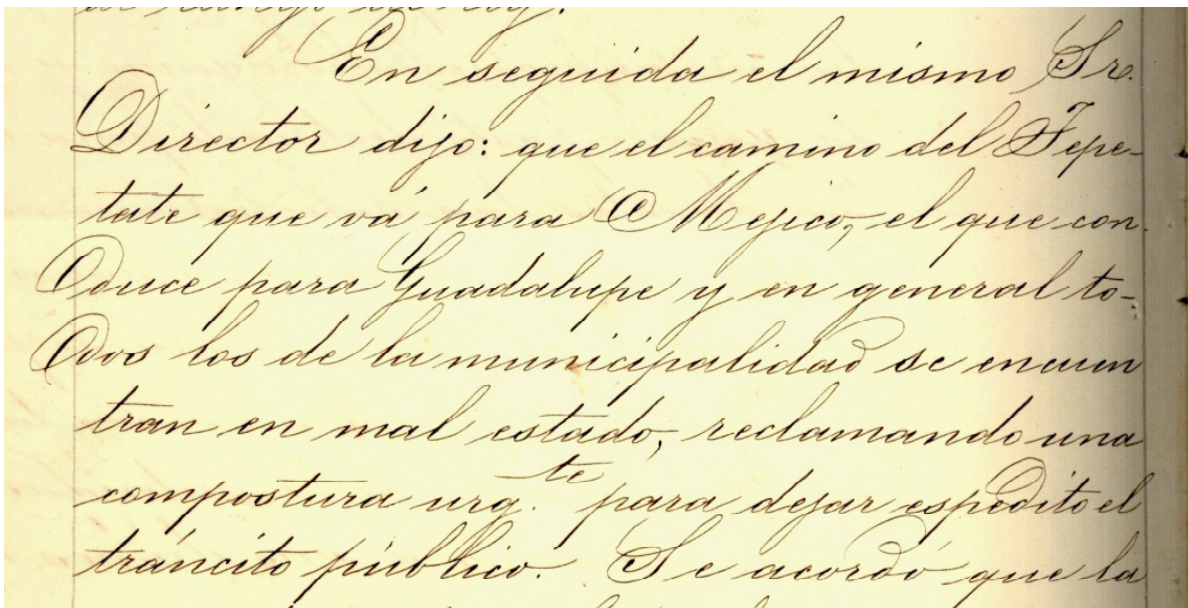 En seguida el mismo Sr.
Director dijo: que el camino del Tepe-
tate que vá para Mejico, el que con-
duce para Guadalupe y en general to-
dos los de la municipalidad se encuen
tran en mal estado, reclamando una
compostura urg.te para dejar espedito el
tráncito público. Se acordó que la